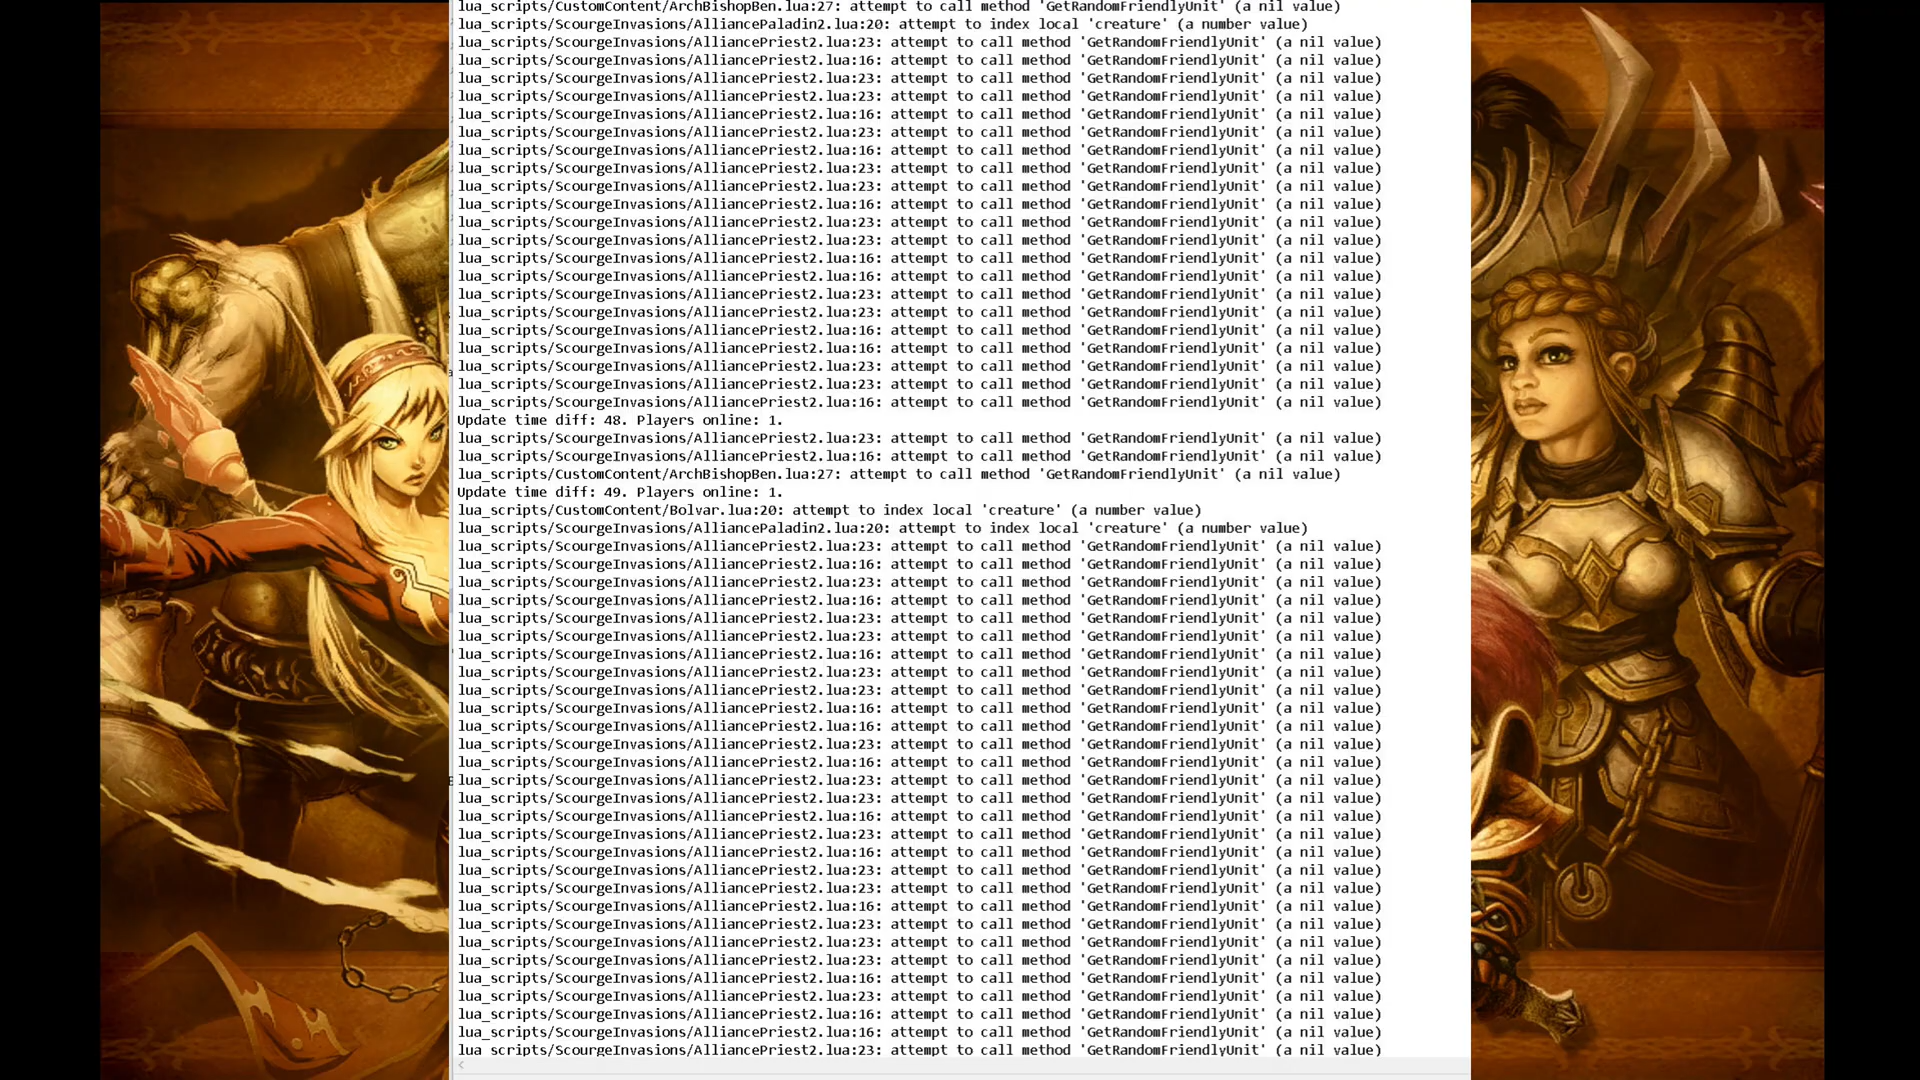 lua_scripts/CustomContent/ArchBishopBen.lua:27: attempt to call method 'GetRandomFriendlyUnit' (a nil value)
lua_scripts/ScourgeInvasions/AlliancePaladin2.lua:20: attempt to index local 'creature' (a number value)
lua_scripts/ScourgeInvasions/AlliancePriest2.lua:23: attempt to call method 'GetRandomFriendlyUnit' (a nil value)
lua_scripts/ScourgeInvasions/AlliancePriest2.lua:16: attempt to call method 'GetRandomFriendlyUnit' (a nil value)
lua_scripts/ScourgeInvasions/AlliancePriest2.lua:23: attempt to call method 'GetRandomFriendlyUnit' (a nil value)
lua_scripts/ScourgeInvasions/AlliancePriest2.lua:23: attempt to call method 'GetRandomFriendlyUnit' (a nil value)
lua_scripts/ScourgeInvasions/AlliancePriest2.lua:16: attempt to call method 'GetRandomFriendlyUnit' (a nil value)
lua_scripts/ScourgeInvasions/AlliancePriest2.lua:23: attempt to call method 'GetRandomFriendlyUnit' (a nil value)
lua_scripts/ScourgeInvasions/AlliancePriest2.lua:16: attempt to call method 'GetRandomFriendlyUnit' (a nil value)
lua_scripts/ScourgeInvasions/AlliancePriest2.lua:23: attempt to call method 'GetRandomFriendlyUnit' (a nil value)
lua_scripts/ScourgeInvasions/AlliancePriest2.lua:23: attempt to call method 'GetRandomFriendlyUnit' (a nil value)
lua_scripts/ScourgeInvasions/AlliancePriest2.lua:16: attempt to call method 'GetRandomFriendlyUnit' (a nil value)
lua_scripts/ScourgeInvasions/AlliancePriest2.lua:23: attempt to call method 'GetRandomFriendlyUnit' (a nil value)
lua_scripts/ScourgeInvasions/AlliancePriest2.lua:23: attempt to call method 'GetRandomFriendlyUnit' (a nil value)
lua_scripts/ScourgeInvasions/AlliancePriest2.lua:16: attempt to call method 'GetRandomFriendlyUnit' (a nil value)
lua_scripts/ScourgeInvasions/AlliancePriest2.lua:16: attempt to call method 'GetRandomFriendlyUnit' (a nil value)
lua_scripts/ScourgeInvasions/AlliancePriest2.lua:23: attempt to call method 'GetRandomFriendlyUnit' (a nil value)
lua_scripts/ScourgeInvasions/AlliancePriest2.lua:23: attempt to call method 'GetRandomFriendlyUnit' (a nil value)
lua_scripts/ScourgeInvasions/AlliancePriest2.lua:16: attempt to call method 'GetRandomFriendlyUnit' (a nil value)
lua_scripts/ScourgeInvasions/AlliancePriest2.lua:16: attempt to call method 'GetRandomFriendlyUnit' (a nil value)
lua_scripts/ScourgeInvasions/AlliancePriest2.lua:23: attempt to call method 'GetRandomFriendlyUnit' (a nil value)
lua_scripts/ScourgeInvasions/AlliancePriest2.lua:23: attempt to call method 'GetRandomFriendlyUnit' (a nil value)
lua_scripts/ScourgeInvasions/AlliancePriest2.lua:16: attempt to call method 'GetRandomFriendlyUnit' (a nil value)
Update time diff: 48. Players online: 1.
lua_scripts/ScourgeInvasions/AlliancePriest2.lua:23: attempt to call method 'GetRandomFriendlyUnit' (a nil value)
lua_scripts/ScourgeInvasions/AlliancePriest2.lua:16: attempt to call method 'GetRandomFriendlyUnit' (a nil value)
lua_scripts/CustomContent/ArchBishopBen.lua:27: attempt to call method 'GetRandomFriendlyUnit' (a nil value)
Update time diff: 49. Players online: 1.
lua_scripts/CustomContent/Bolvar.lua:20: attempt to index local 'creature' (a number value)
lua_scripts/ScourgeInvasions/AlliancePaladin2.lua:20: attempt to index local 'creature' (a number value)
lua_scripts/ScourgeInvasions/AlliancePriest2.lua:23: attempt to call method 'GetRandomFriendlyUnit' (a nil value)
lua_scripts/ScourgeInvasions/AlliancePriest2.lua:16: attempt to call method 'GetRandomFriendlyUnit' (a nil value)
lua_scripts/ScourgeInvasions/AlliancePriest2.lua:23: attempt to call method 'GetRandomFriendlyUnit' (a nil value)
lua_scripts/ScourgeInvasions/AlliancePriest2.lua:16: attempt to call method 'GetRandomFriendlyUnit' (a nil value)
lua_scripts/ScourgeInvasions/AlliancePriest2.lua:23: attempt to call method 'GetRandomFriendlyUnit' (a nil value)
lua_scripts/ScourgeInvasions/AlliancePriest2.lua:23: attempt to call method 'GetRandomFriendlyUnit' (a nil value)
lua_scripts/ScourgeInvasions/AlliancePriest2.lua:16: attempt to call method 'GetRandomFriendlyUnit' (a nil value)
lua_scripts/ScourgeInvasions/AlliancePriest2.lua:23: attempt to call method 'GetRandomFriendlyUnit' (a nil value)
lua_scripts/ScourgeInvasions/AlliancePriest2.lua:23: attempt to call method 'GetRandomFriendlyUnit' (a nil value)
lua_scripts/ScourgeInvasions/AlliancePriest2.lua:16: attempt to call method 'GetRandomFriendlyUnit' (a nil value)
lua_scripts/ScourgeInvasions/AlliancePriest2.lua:16: attempt to call method 'GetRandomFriendlyUnit' (a nil value)
lua_scripts/ScourgeInvasions/AlliancePriest2.lua:23: attempt to call method 'GetRandomFriendlyUnit' (a nil value)
lua_scripts/ScourgeInvasions/AlliancePriest2.lua:16: attempt to call method 'GetRandomFriendlyUnit' (a nil value)
lua_scripts/ScourgeInvasions/AlliancePriest2.lua:23: attempt to call method 'GetRandomFriendlyUnit' (a nil value)
lua_scripts/ScourgeInvasions/AlliancePriest2.lua:23: attempt to call method 'GetRandomFriendlyUnit' (a nil value)
lua_scripts/ScourgeInvasions/AlliancePriest2.lua:16: attempt to call method 'GetRandomFriendlyUnit' (a nil value)
lua_scripts/ScourgeInvasions/AlliancePriest2.lua:23: attempt to call method 'GetRandomFriendlyUnit' (a nil value)
lua_scripts/ScourgeInvasions/AlliancePriest2.lua:16: attempt to call method 'GetRandomFriendlyUnit' (a nil value)
lua_scripts/ScourgeInvasions/AlliancePriest2.lua:23: attempt to call method 'GetRandomFriendlyUnit' (a nil value)
lua_scripts/ScourgeInvasions/AlliancePriest2.lua:23: attempt to call method 'GetRandomFriendlyUnit' (a nil value)
lua_scripts/ScourgeInvasions/AlliancePriest2.lua:16: attempt to call method 'GetRandomFriendlyUnit' (a nil value)
lua_scripts/ScourgeInvasions/AlliancePriest2.lua:23: attempt to call method 'GetRandomFriendlyUnit' (a nil value)
lua_scripts/ScourgeInvasions/AlliancePriest2.lua:23: attempt to call method 'GetRandomFriendlyUnit' (a nil value)
lua_scripts/ScourgeInvasions/AlliancePriest2.lua:23: attempt to call method 'GetRandomFriendlyUnit' (a nil value)
lua_scripts/ScourgeInvasions/AlliancePriest2.lua:16: attempt to call method 'GetRandomFriendlyUnit' (a nil value)
lua_scripts/ScourgeInvasions/AlliancePriest2.lua:23: attempt to call method 'GetRandomFriendlyUnit' (a nil value)
lua_scripts/ScourgeInvasions/AlliancePriest2.lua:16: attempt to call method 'GetRandomFriendlyUnit' (a nil value)
lua_scripts/ScourgeInvasions/AlliancePriest2.lua:16: attempt to call method 'GetRandomFriendlyUnit' (a nil value)
lua_scripts/ScourgeInvasions/AlliancePriest2.lua:23: attempt to call method 'GetRandomFriendlyUnit' (a nil value)